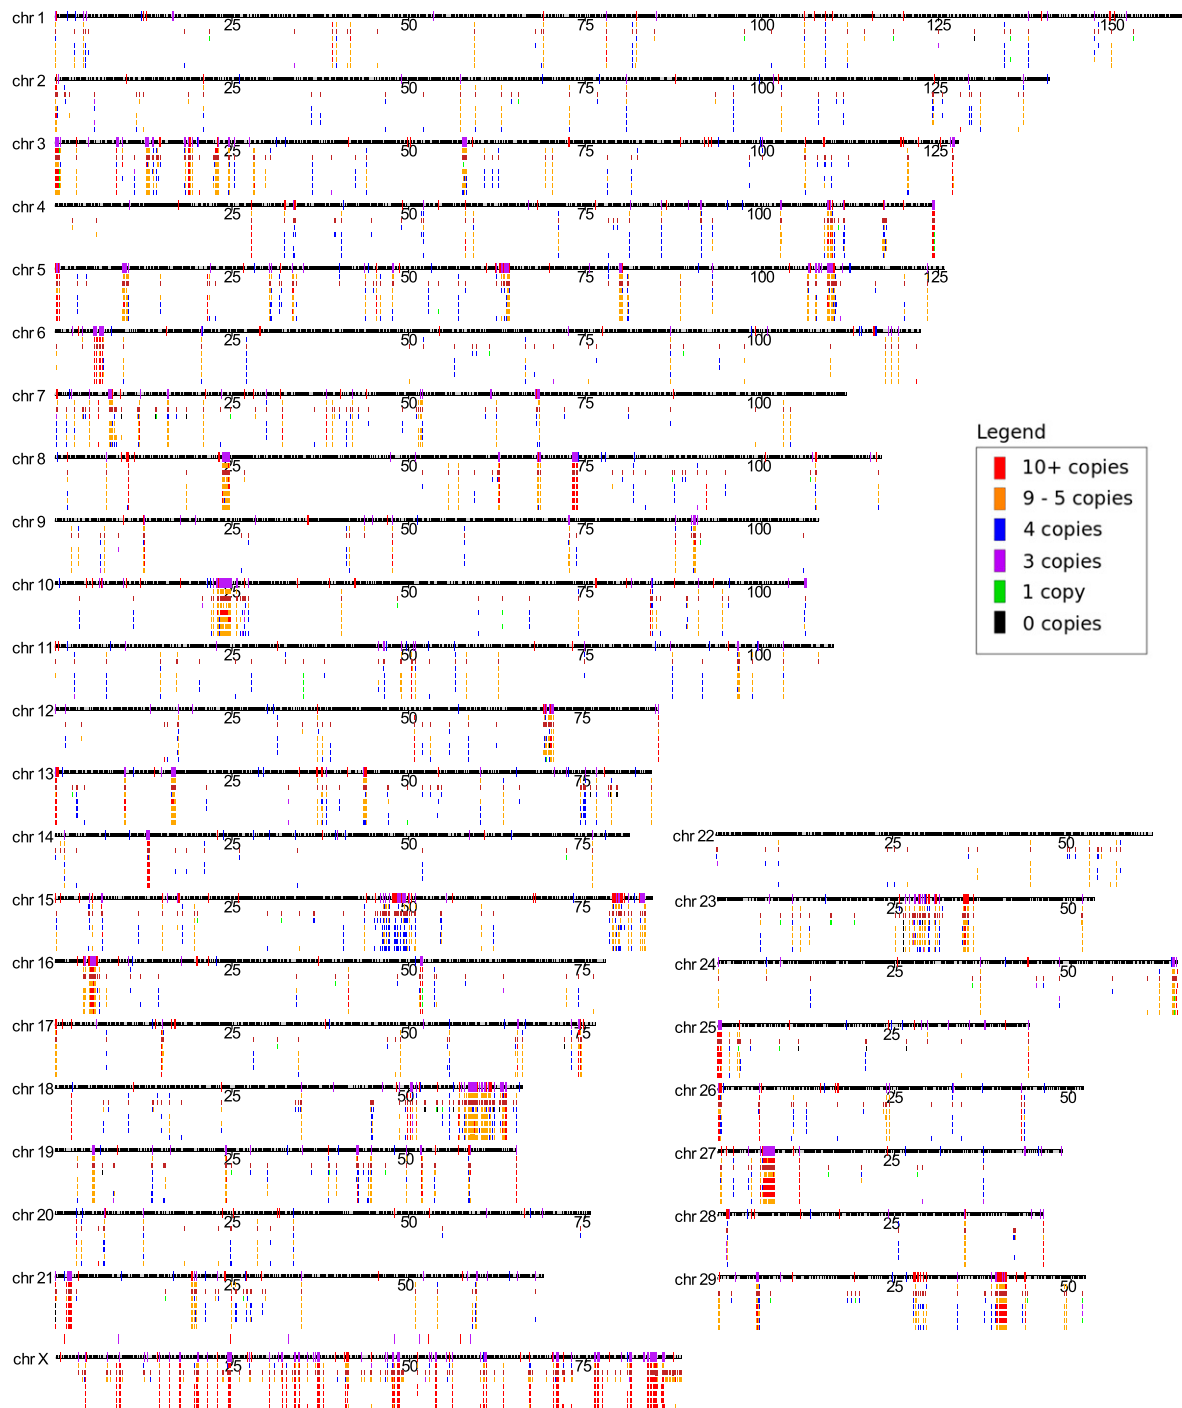 chr 1 25 50 75 100 125 150
chr 2 25 50 75 100 125
chr 3 25 50 75 100 125
chr 4 25 50 75 100
chr 5 25 50 75 100 125
chr 6 25 50 75 100
chr 7 25 50 75 100
Legend
chr 8 25 50 75 100
10+ copies
9 - 5 copies
chr 9 25 50 75 100
4 copies
3 copies
chr 10 25 50 75 100
1 copy
0 copies
chr 11 25 50 75 100
chr 12 25 50 75
chr 13 25 50 75
chr 14 25 50 75
chr 22 25 50
chr 15 25 50 75
chr 23 25 50
chr 16 25 50 75
chr 24 25 50
chr 17 25 50 75
chr 25 25
chr 18 25 50
chr 26 25 50
chr 19 25 50
chr 27 25
chr 20 25 50 75
chr 28 25
chr 21 25 50
chr 29 25 50
chr X 25 50 75